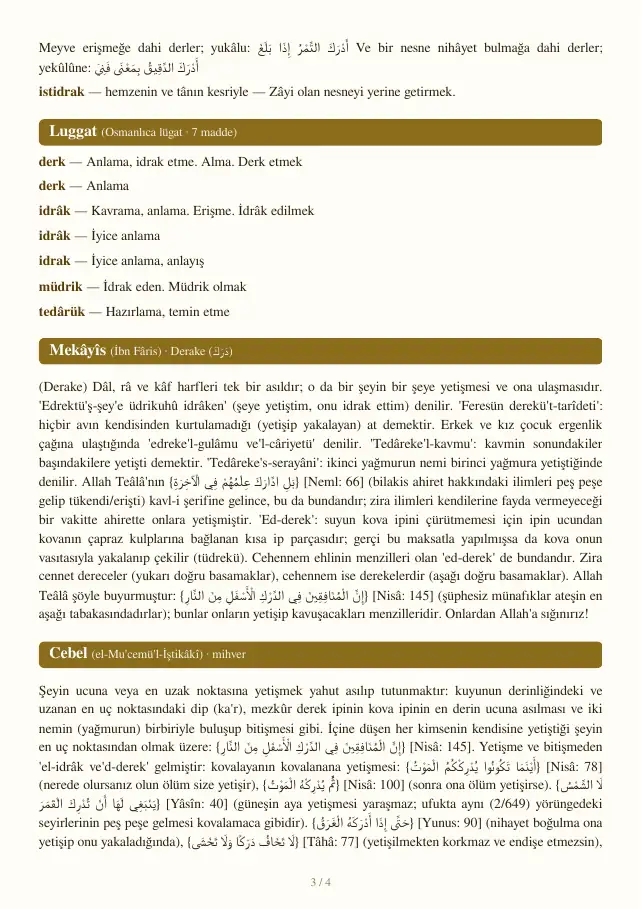 Meyve erişmeğe dahi derler; yukâlu: أَدْرَكَ الثَّمْرُ إِذَا بَلَغَ Ve bir nesne nihâyet bulmağa dahi derler;
yekûlûne: أَدْرَكَ الدَّقِيقُ بِمَعْنَى فَنِيَ
istidrak — hemzenin ve tânın kesriyle — Zâyi olan nesneyi yerine getirmek.
Luggat (Osmanlıca lügat · 7 madde)
derk — Anlama, idrak etme. Alma. Derk etmek
derk — Anlama
idrâk — Kavrama, anlama. Erişme. İdrâk edilmek
idrâk — İyice anlama
idrak — İyice anlama, anlayış
müdrik — İdrak eden. Müdrik olmak
tedârük — Hazırlama, temin etme
Mekâyîs (İbn Fâris) · Derake (دَرَكَ)
(Derake) Dâl, râ ve kâf harfleri tek bir asıldır; o da bir şeyin bir şeye yetişmesi ve ona ulaşmasıdır.
'Edrektü'ş-şey'e üdrikuhû idrâken' (şeye yetiştim, onu idrak ettim) denilir. 'Feresün derekü't-tarîdeti':
hiçbir avın kendisinden kurtulamadığı (yetişip yakalayan) at demektir. Erkek ve kız çocuk ergenlik
çağına ulaştığında 'edreke'l-gulâmu ve'l-câriyetü' denilir. 'Tedâreke'l-kavmu': kavmin sonundakiler
başındakilere yetişti demektir. 'Tedâreke's-serayâni': ikinci yağmurun nemi birinci yağmura yetiştiğinde
denilir. Allah Teâlâ'nın {بَلِ ادَّارَكَ عِلْمُهُمْ فِي الْآخِرَةِ} [Neml: 66] (bilakis ahiret hakkındaki ilimleri peş peşe
gelip tükendi/erişti) kavl-i şerifine gelince, bu da bundandır; zira ilimleri kendilerine fayda vermeyeceği
bir vakitte ahirette onlara yetişmiştir. 'Ed-derek': suyun kova ipini çürütmemesi için ipin ucundan
kovanın çapraz kulplarına bağlanan kısa ip parçasıdır; gerçi bu maksatla yapılmışsa da kova onun
vasıtasıyla yakalanıp çekilir (tüdrekü). Cehennem ehlinin menzilleri olan 'ed-derek' de bundandır. Zira
cennet dereceler (yukarı doğru basamaklar), cehennem ise derekelerdir (aşağı doğru basamaklar). Allah
Teâlâ şöyle buyurmuştur: {إِنَّ الْمُنَافِقِينَ فِي الدَّرْكِ الْأَسْفَلِ مِنَ النَّارِ} [Nisâ: 145] (şüphesiz münafıklar ateşin en
aşağı tabakasındadırlar); bunlar onların yetişip kavuşacakları menzilleridir. Onlardan Allah'a sığınırız!
Cebel (el-Mu'cemü'l-İştikâkî) · mihver
Şeyin ucuna veya en uzak noktasına yetişmek yahut asılıp tutunmaktır: kuyunun derinliğindeki ve
uzanan en uç noktasındaki dip (ka'r), mezkûr derek ipinin kova ipinin en derin ucuna asılması ve iki
nemin (yağmurun) birbiriyle buluşup bitişmesi gibi. İçine düşen her kimsenin kendisine yetiştiği şeyin
en uç noktasından olmak üzere: {إِنَّ الْمُنَافِقِينَ فِي الدَّرْكِ الْأَسْفَلِ مِنَ النَّارِ} [Nisâ: 145]. Yetişme ve bitişmeden
'el-idrâk ve'd-derek' gelmiştir: kovalayanın kovalanana yetişmesi: {أَيْنَمَا تَكُونُوا يُدْرِكْكُمُ الْمَوْتُ} [Nisâ: 78]
(nerede olursanız olun ölüm size yetişir), {ثُمَّ يُدْرِكْهُ الْمَوْتُ} [Nisâ: 100] (sonra ona ölüm yetişirse). {لَا الشَّمْسُ
يَنْبَغِي لَهَا أَنْ تُدْرِكَ الْقَمَرَ} [Yâsîn: 40] (güneşin aya yetişmesi yaraşmaz; ufukta aynı (2/649) yörüngedeki
seyirlerinin peş peşe gelmesi kovalamaca gibidir). {حَتَّى إِذَا أَدْرَكَهُ الْغَرَقُ} [Yunus: 90] (nihayet boğulma ona
yetişip onu yakaladığında), {لَا تَخَافُ دَرَكًا وَلَا تَخْشَى} [Tâhâ: 77] (yetişilmekten korkmaz ve endişe etmezsin),
3 / 4